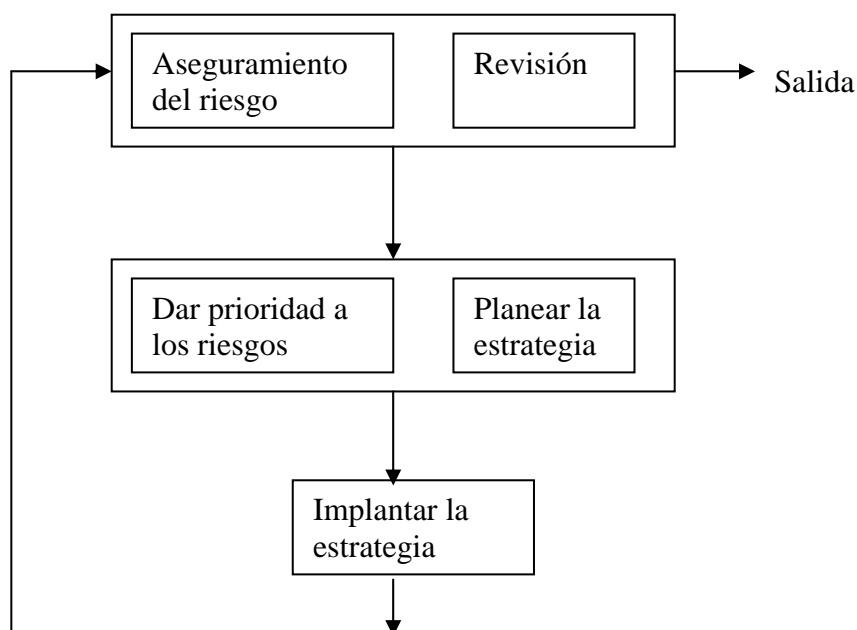 Aseguramiento
del riesgo
Revisión
Salida
Dar prioridad a
los riesgos
Planear la
estrategia
Implantar la
estrategia